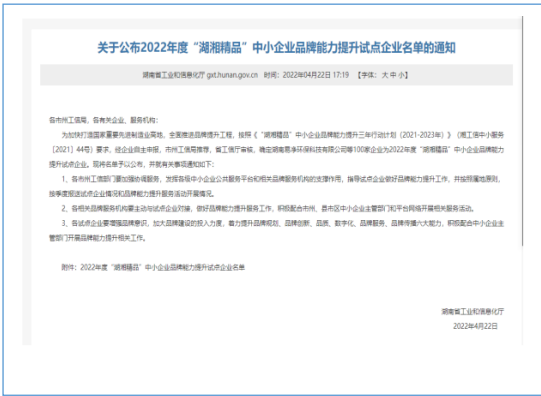 关于公布2022年度“湖湘精品”中小企业品牌能力提升试点企业名单的通知
湖南省工业和信息化厅 gxt.hunan.gov.cn 时间：2022年04月22日 17:19 【字体：大 中 小】
各市州工信局，各有关企业、服务机构：
为加快打造国家重要先进制造业高地，全面推进品牌提升工程，按照《“湖湘精品”中小企业品牌能力提升三年行动计划（2021-2023年）》（湘工信中小服务
〔2021〕44号）要求，经企业自主申报，市州工信局推荐，省工信厅审核，确定湖南易净环保科技有限公司等100家企业为2022年度“湖湘精品”中小企业品牌能力
提升试点企业。现将名单予以公布，并就有关事项通知如下：
1、各市州工信部门要加强协调服务，发挥各级中小企业公共服务平台和相关品牌服务机构的支撑作用，指导试点企业做好品牌能力提升工作，并按照属地原则，
按季度报送试点企业情况和品牌能力提升服务活动开展情况。
2、各相关品牌服务机构要主动与试点企业对接，做好品牌能力提升服务工作，积极配合市州、县市区中小企业主管部门和平台网络开展相关服务活动。
3、各试点企业要增强品牌意识，加大品牌建设的投入力度，着力提升品牌规划、品牌创新、品质、数字化、品牌服务、品牌传播六大能力，积极配合中小企业主
管部门开展品牌能力提升相关工作。
附件：2022年度“湖湘精品”中小企业品牌能力提升试点企业名单
湖南省工业和信息化厅
2022年4月22日